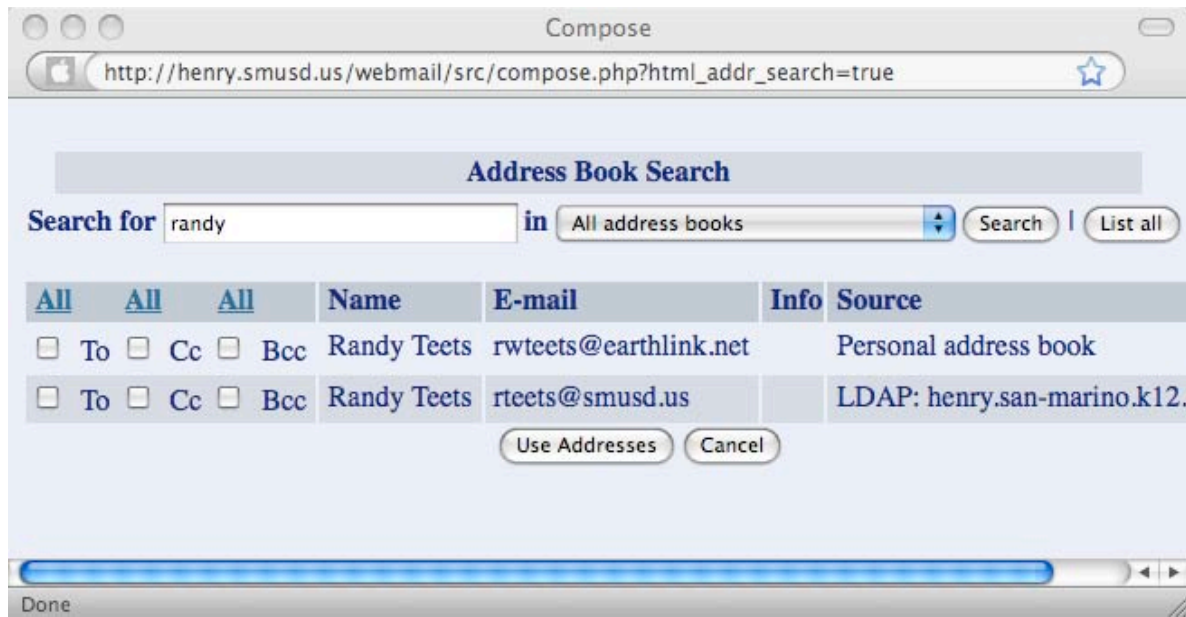 Compose
http://henry.smusd.us/webmail/src/compose.php?html_addr_search=true
Address Book Search
Search for randy in All address books Search | List all
All All All Name E-mail Info Source
To Cc Bcc Randy Teets rwteets@earthlink.net Personal address book
To Cc Bcc Randy Teets rteets@smusd.us LDAP: henry.san-marino.k12.
Use Addresses Cancel
Done